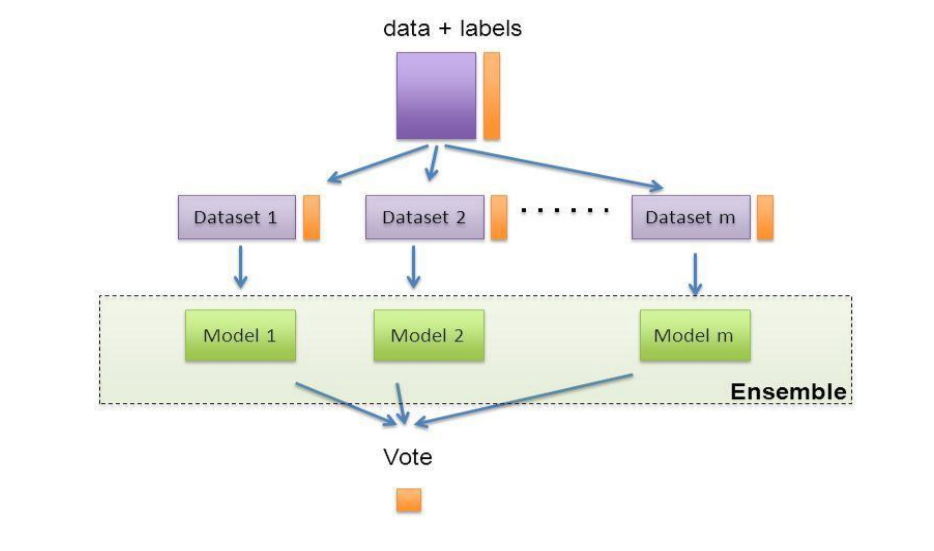 data + labels
Dataset 1
Dataset 2
......
Dataset m
Model 1
Model 2
Model m
Ensemble
Vote